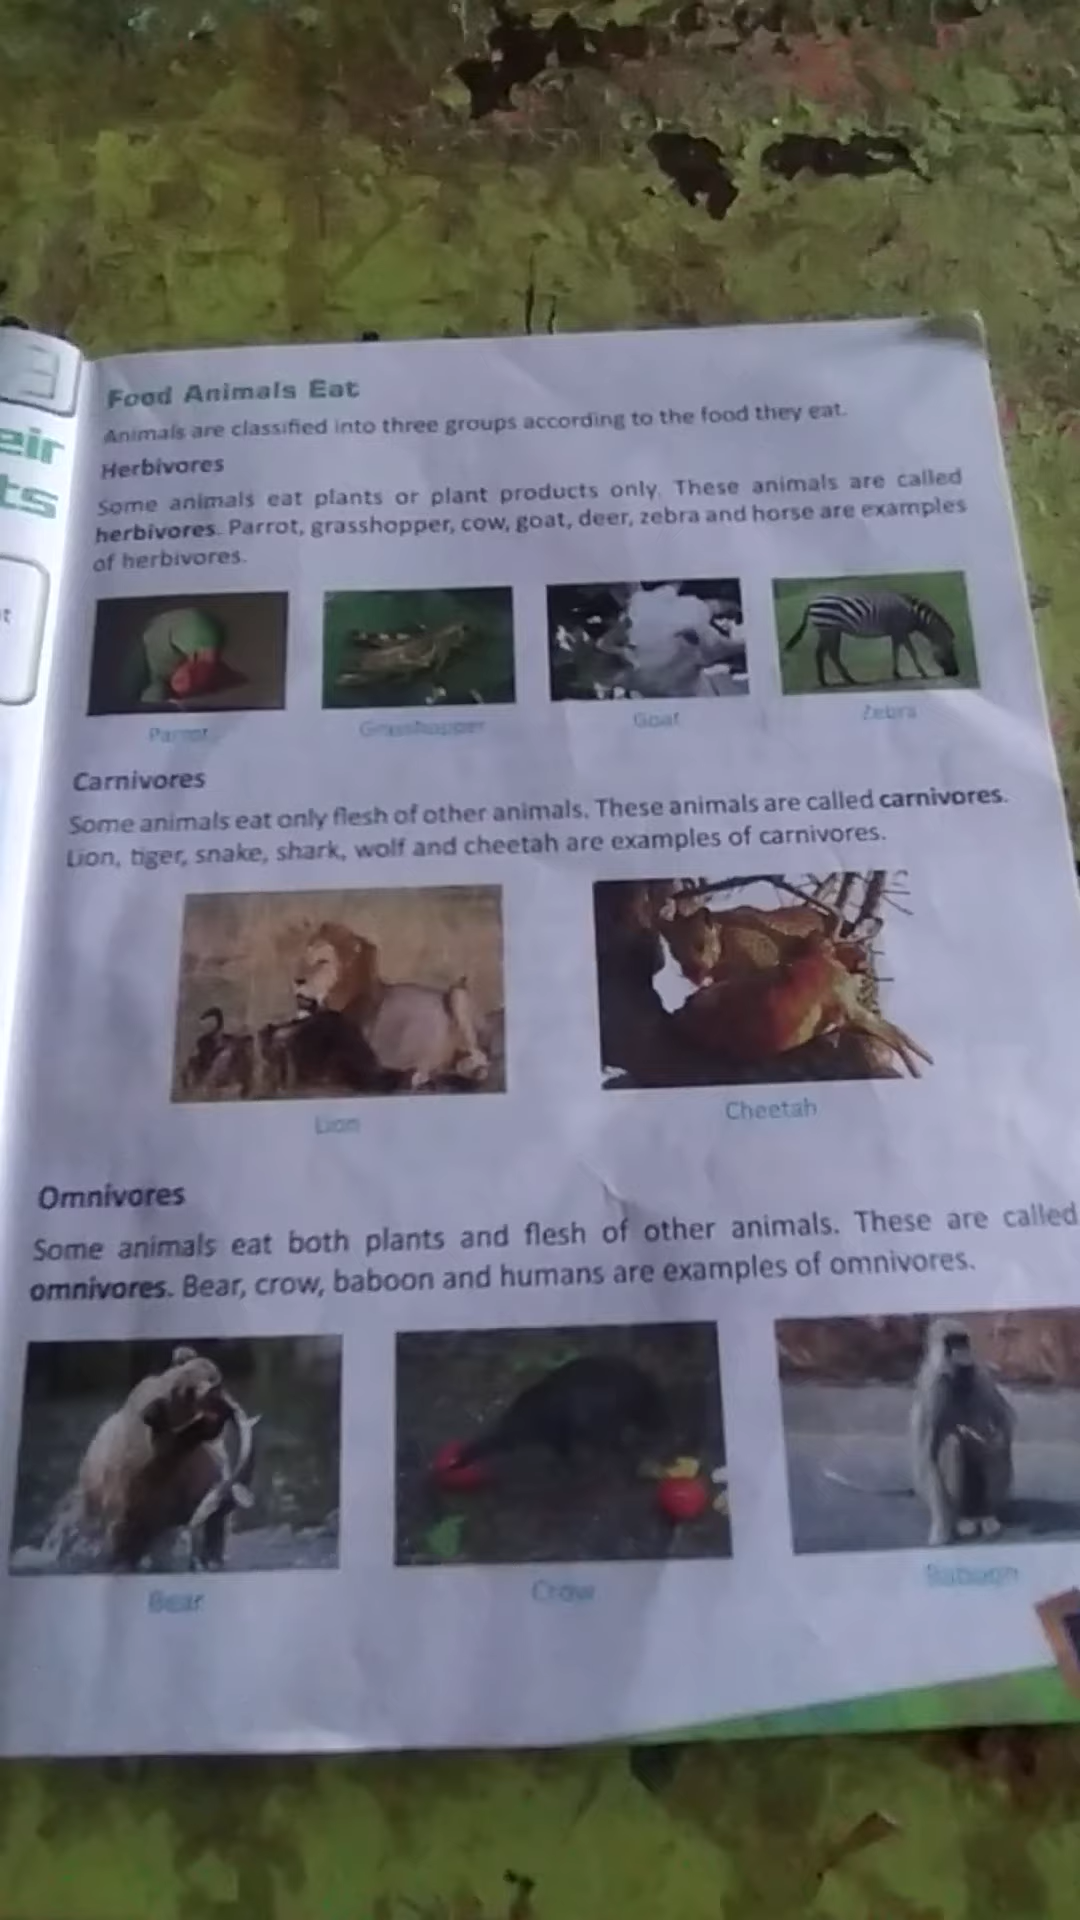 eir
ts
Food Animals Eat
Animals are classified into three groups according to the food they eat.
Herbivores
Some animals eat plants or plant products only. These animals are called
herbivores. Parrot, grasshopper, cow, goat, deer, zebra and horse are examples
of herbivores.
Parrot
Grasshopper
Goat
Zebra
Carnivores
Some animals eat only flesh of other animals. These animals are called carnivores.
Lion, tiger, snake, shark, wolf and cheetah are examples of carnivores.
Lion
Cheetah
Omnivores
Some animals eat both plants and flesh of other animals. These are called
omnivores. Bear, crow, baboon and humans are examples of omnivores.
Bear
Crow
Baboon